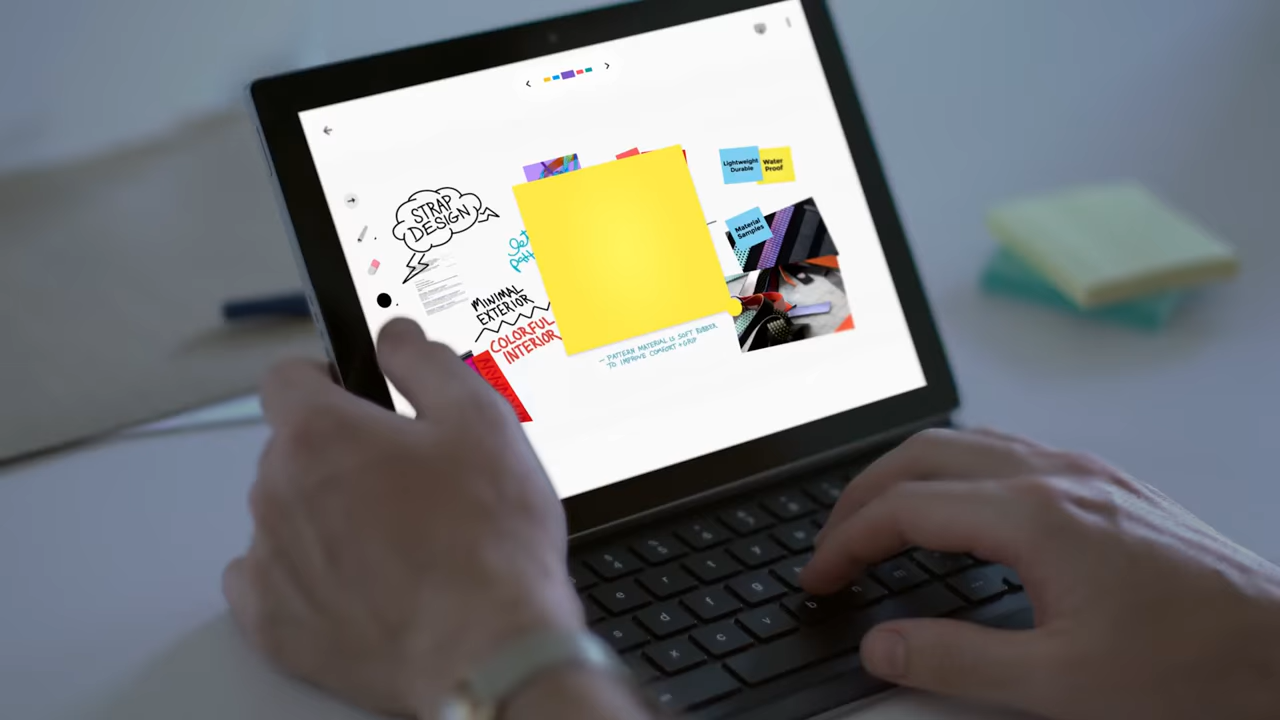 STRAP
DESIGN
Lightweight
Durable
Water
Proof
Material
Samples
MINIMAL
EXTERIOR
COLORFUL
INTERIOR
– PATTERN MATERIAL IS SOFT RUBBER
TO IMPROVE COMFORT + GRIP
e r t y
s d f g
x c v b n m